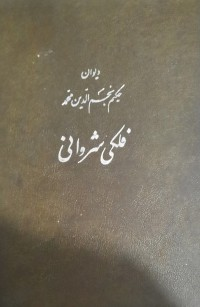 دیوان
حکیم نجم الدین محمد
فلکی شروانی